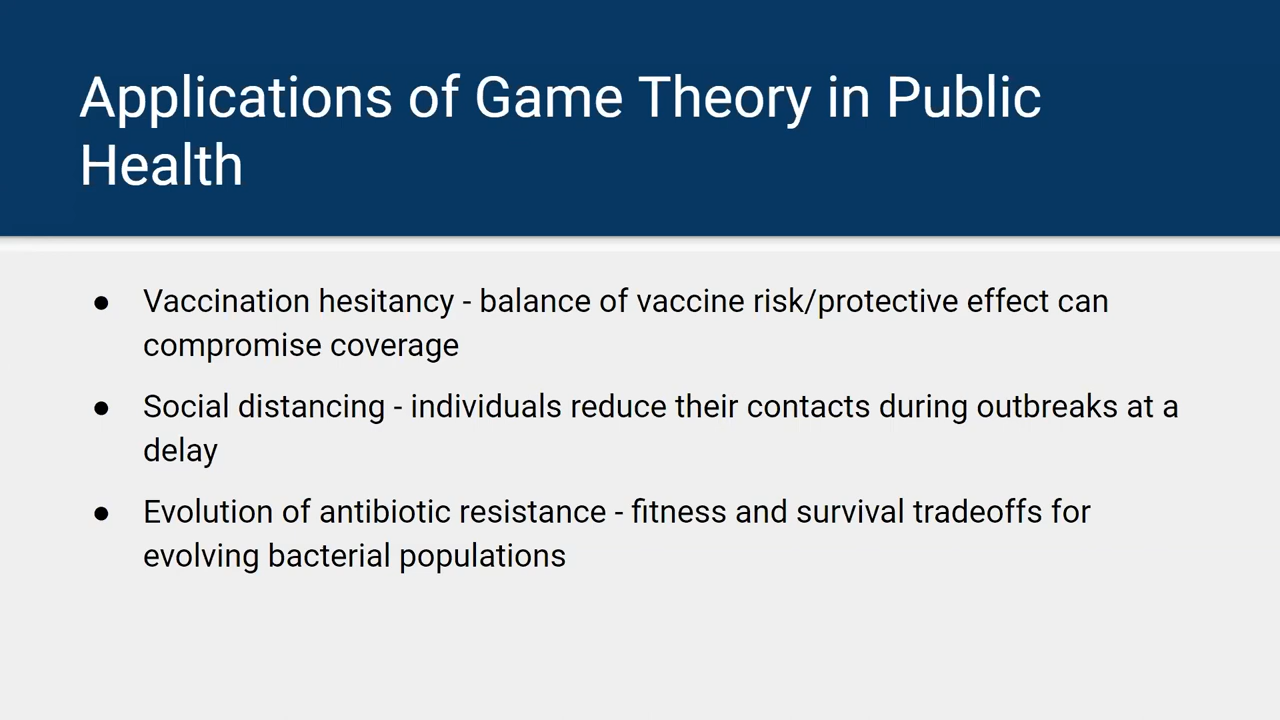 Applications of Game Theory in Public
Health
● Vaccination hesitancy - balance of vaccine risk/protective effect can
compromise coverage
● Social distancing - individuals reduce their contacts during outbreaks at a
delay
● Evolution of antibiotic resistance - fitness and survival tradeoffs for
evolving bacterial populations